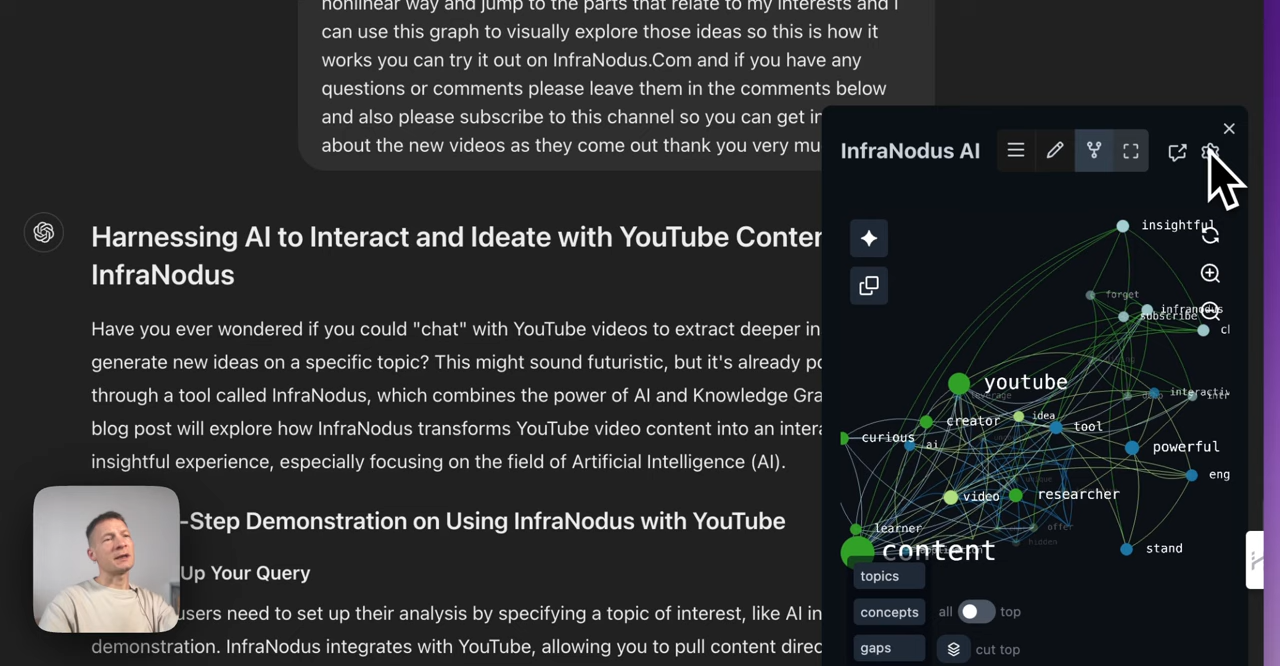 nonlinear way and jump to the parts that relate to my interests and I
can use this graph to visually explore those ideas so this is how it
works you can try it out on InfraNodus.Com and if you have any
questions or comments please leave them in the comments below
and also please subscribe to this channel so you can get in
about the new videos as they come out thank you very mu
Harnessing AI to Interact and Ideate with YouTube Conter
InfraNodus
Have you ever wondered if you could "chat" with YouTube videos to extract deeper in
generate new ideas on a specific topic? This might sound futuristic, but it's already po
through a tool called InfraNodus, which combines the power of AI and Knowledge Gra
blog post will explore how InfraNodus transforms YouTube video content into an intera
insightful experience, especially focusing on the field of Artificial Intelligence (AI).
-Step Demonstration on Using InfraNodus with YouTube
Up Your Query
users need to set up their analysis by specifying a topic of interest, like AI in
demonstration. InfraNodus integrates with YouTube, allowing you to pull content direc
InfraNodus AI
insightful
forget
infranodus
subscribe
youtube
leverage
interacti
creator
idea
tool
curious
ai
powerful
eng
video
researcher
learner
offer
hidden
content
stand
topics
concepts
all
top
gaps
cut top